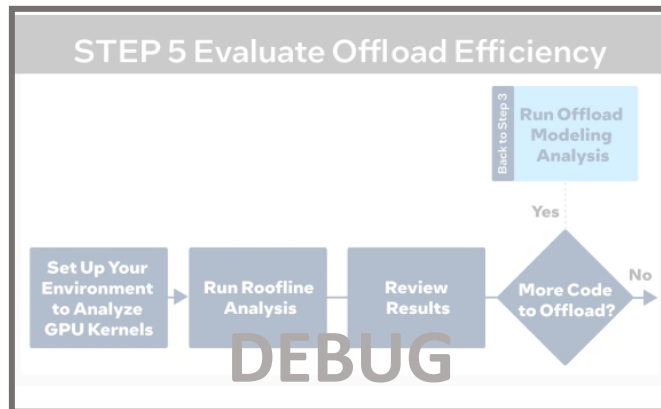 STEP 5 Evaluate Offload Efficiency
Back to Step 3
Run Offload
Modeling
Analysis
Yes
Set Up Your
Environment
to Analyze
GPU Kernels
Run Roofline
Analysis
Review
Results
More Code
to Offload?
No
DEBUG